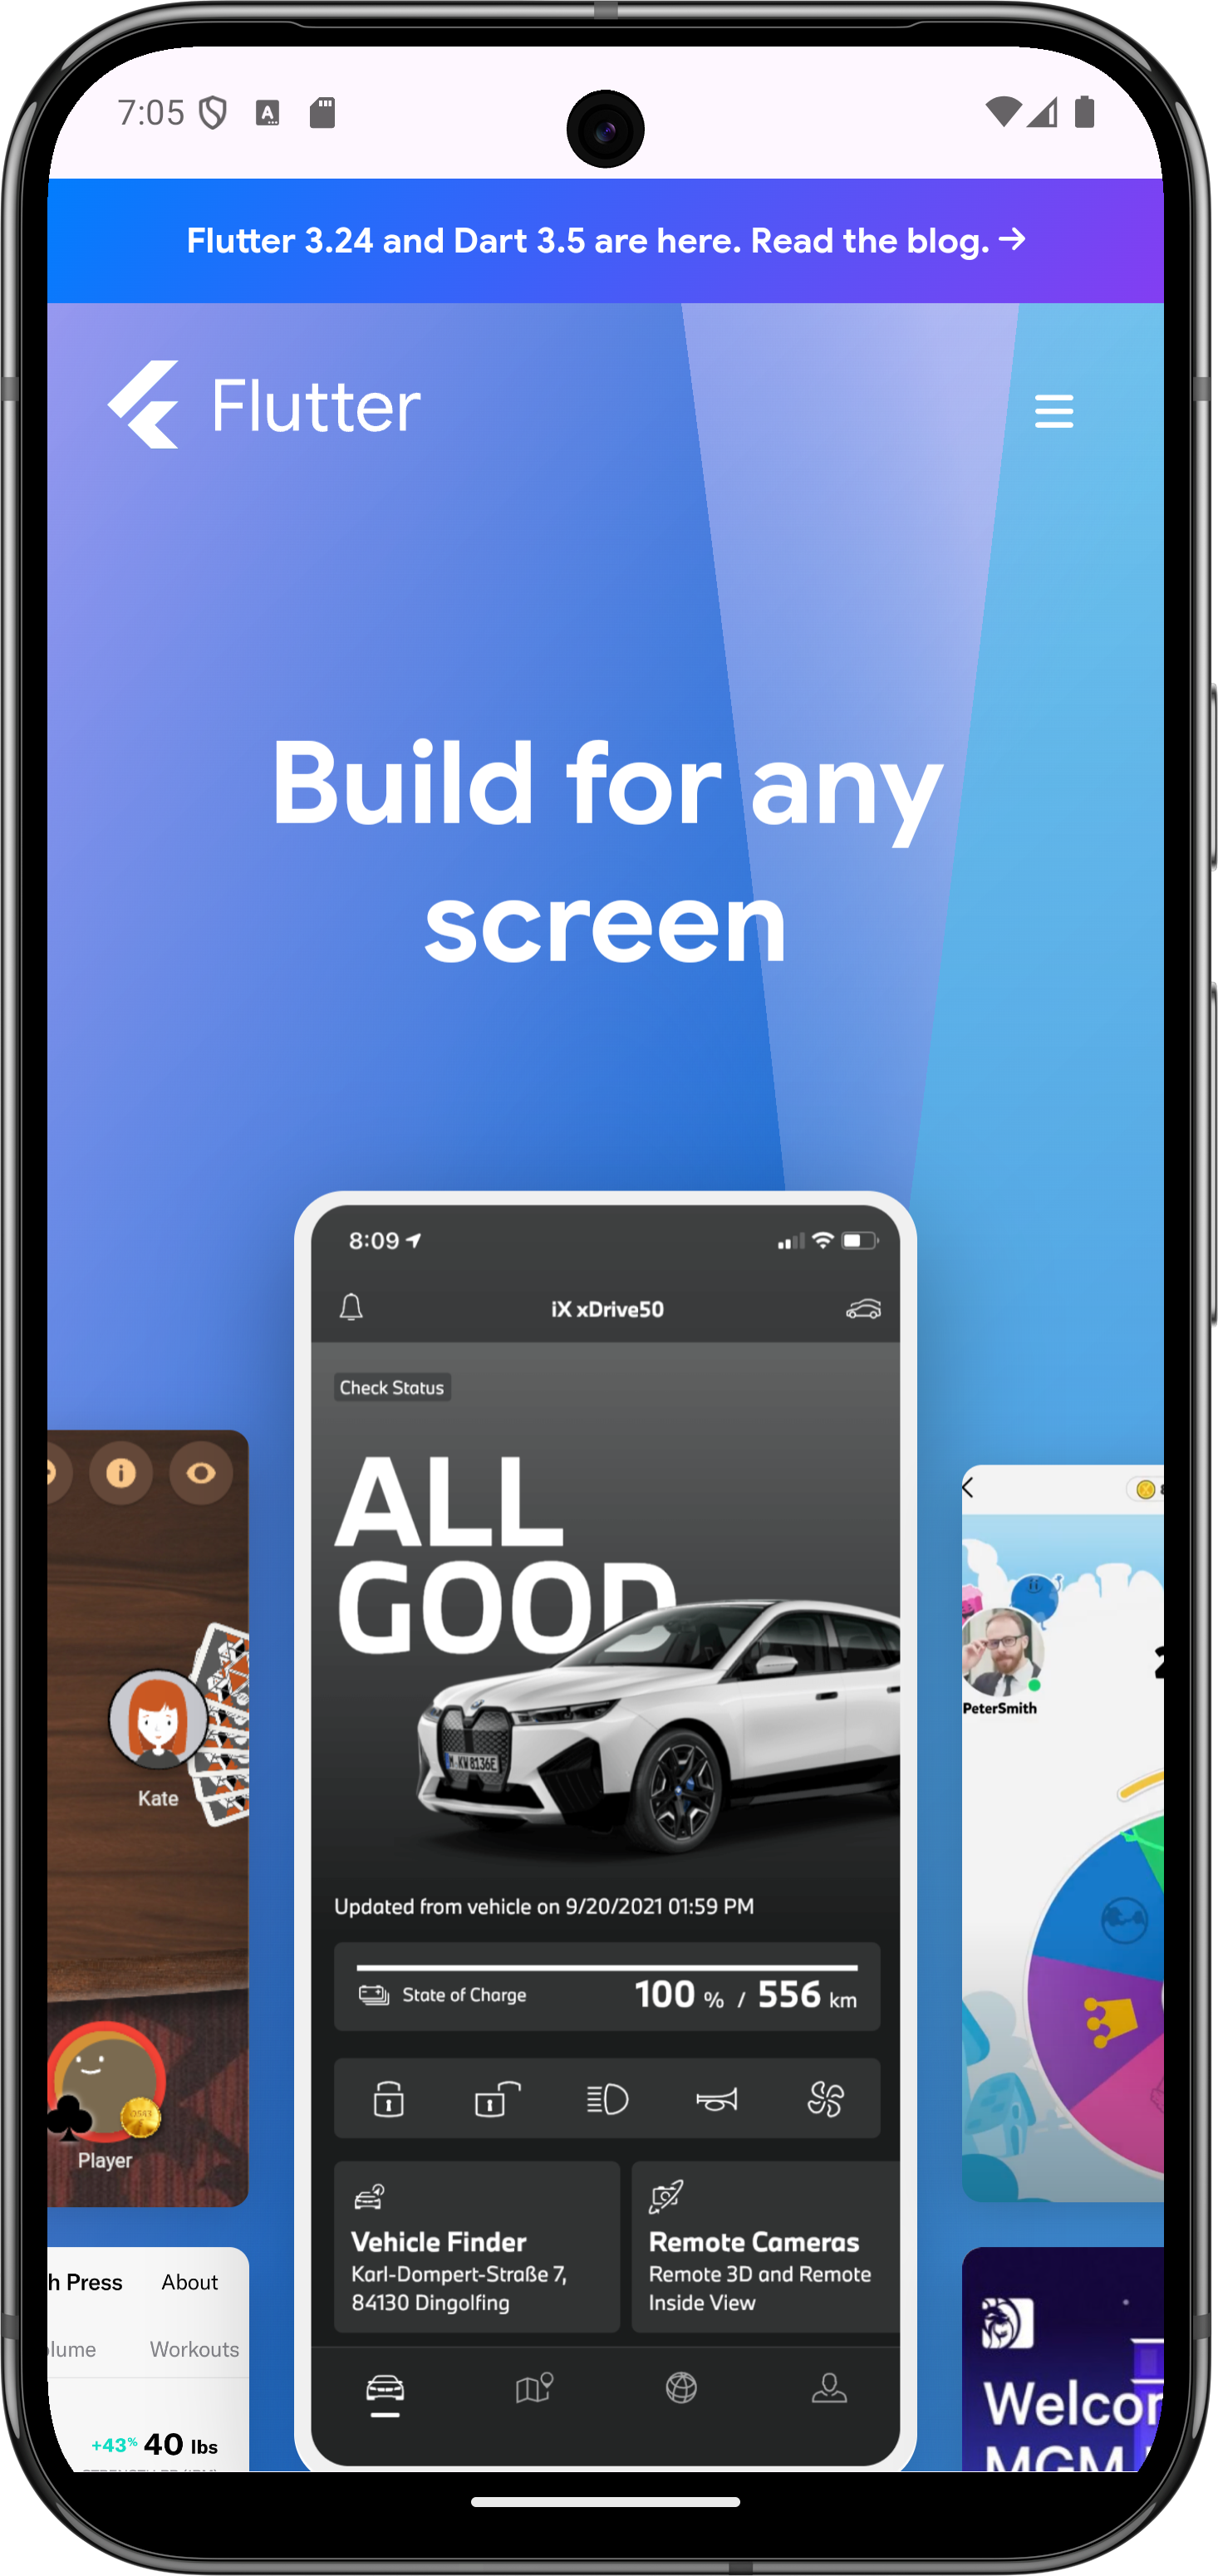 7:05
Flutter 3.24 and Dart 3.5 are here. Read the blog. →
Flutter
Build for any
screen
8:09
iX xDrive50
Check Status
ALL
GOOD
M·KW 8136E
Kate
PeterSmith
Updated from vehicle on 9/20/2021 01:59 PM
State of Charge
100 % / 556 km
Player
Vehicle Finder
Karl-Dompert-Straße 7,
84130 Dingolfing
Remote Cameras
Remote 3D and Remote
Inside View
h Press About
lume Workouts
+43% 40 lbs
Welcor
MGM